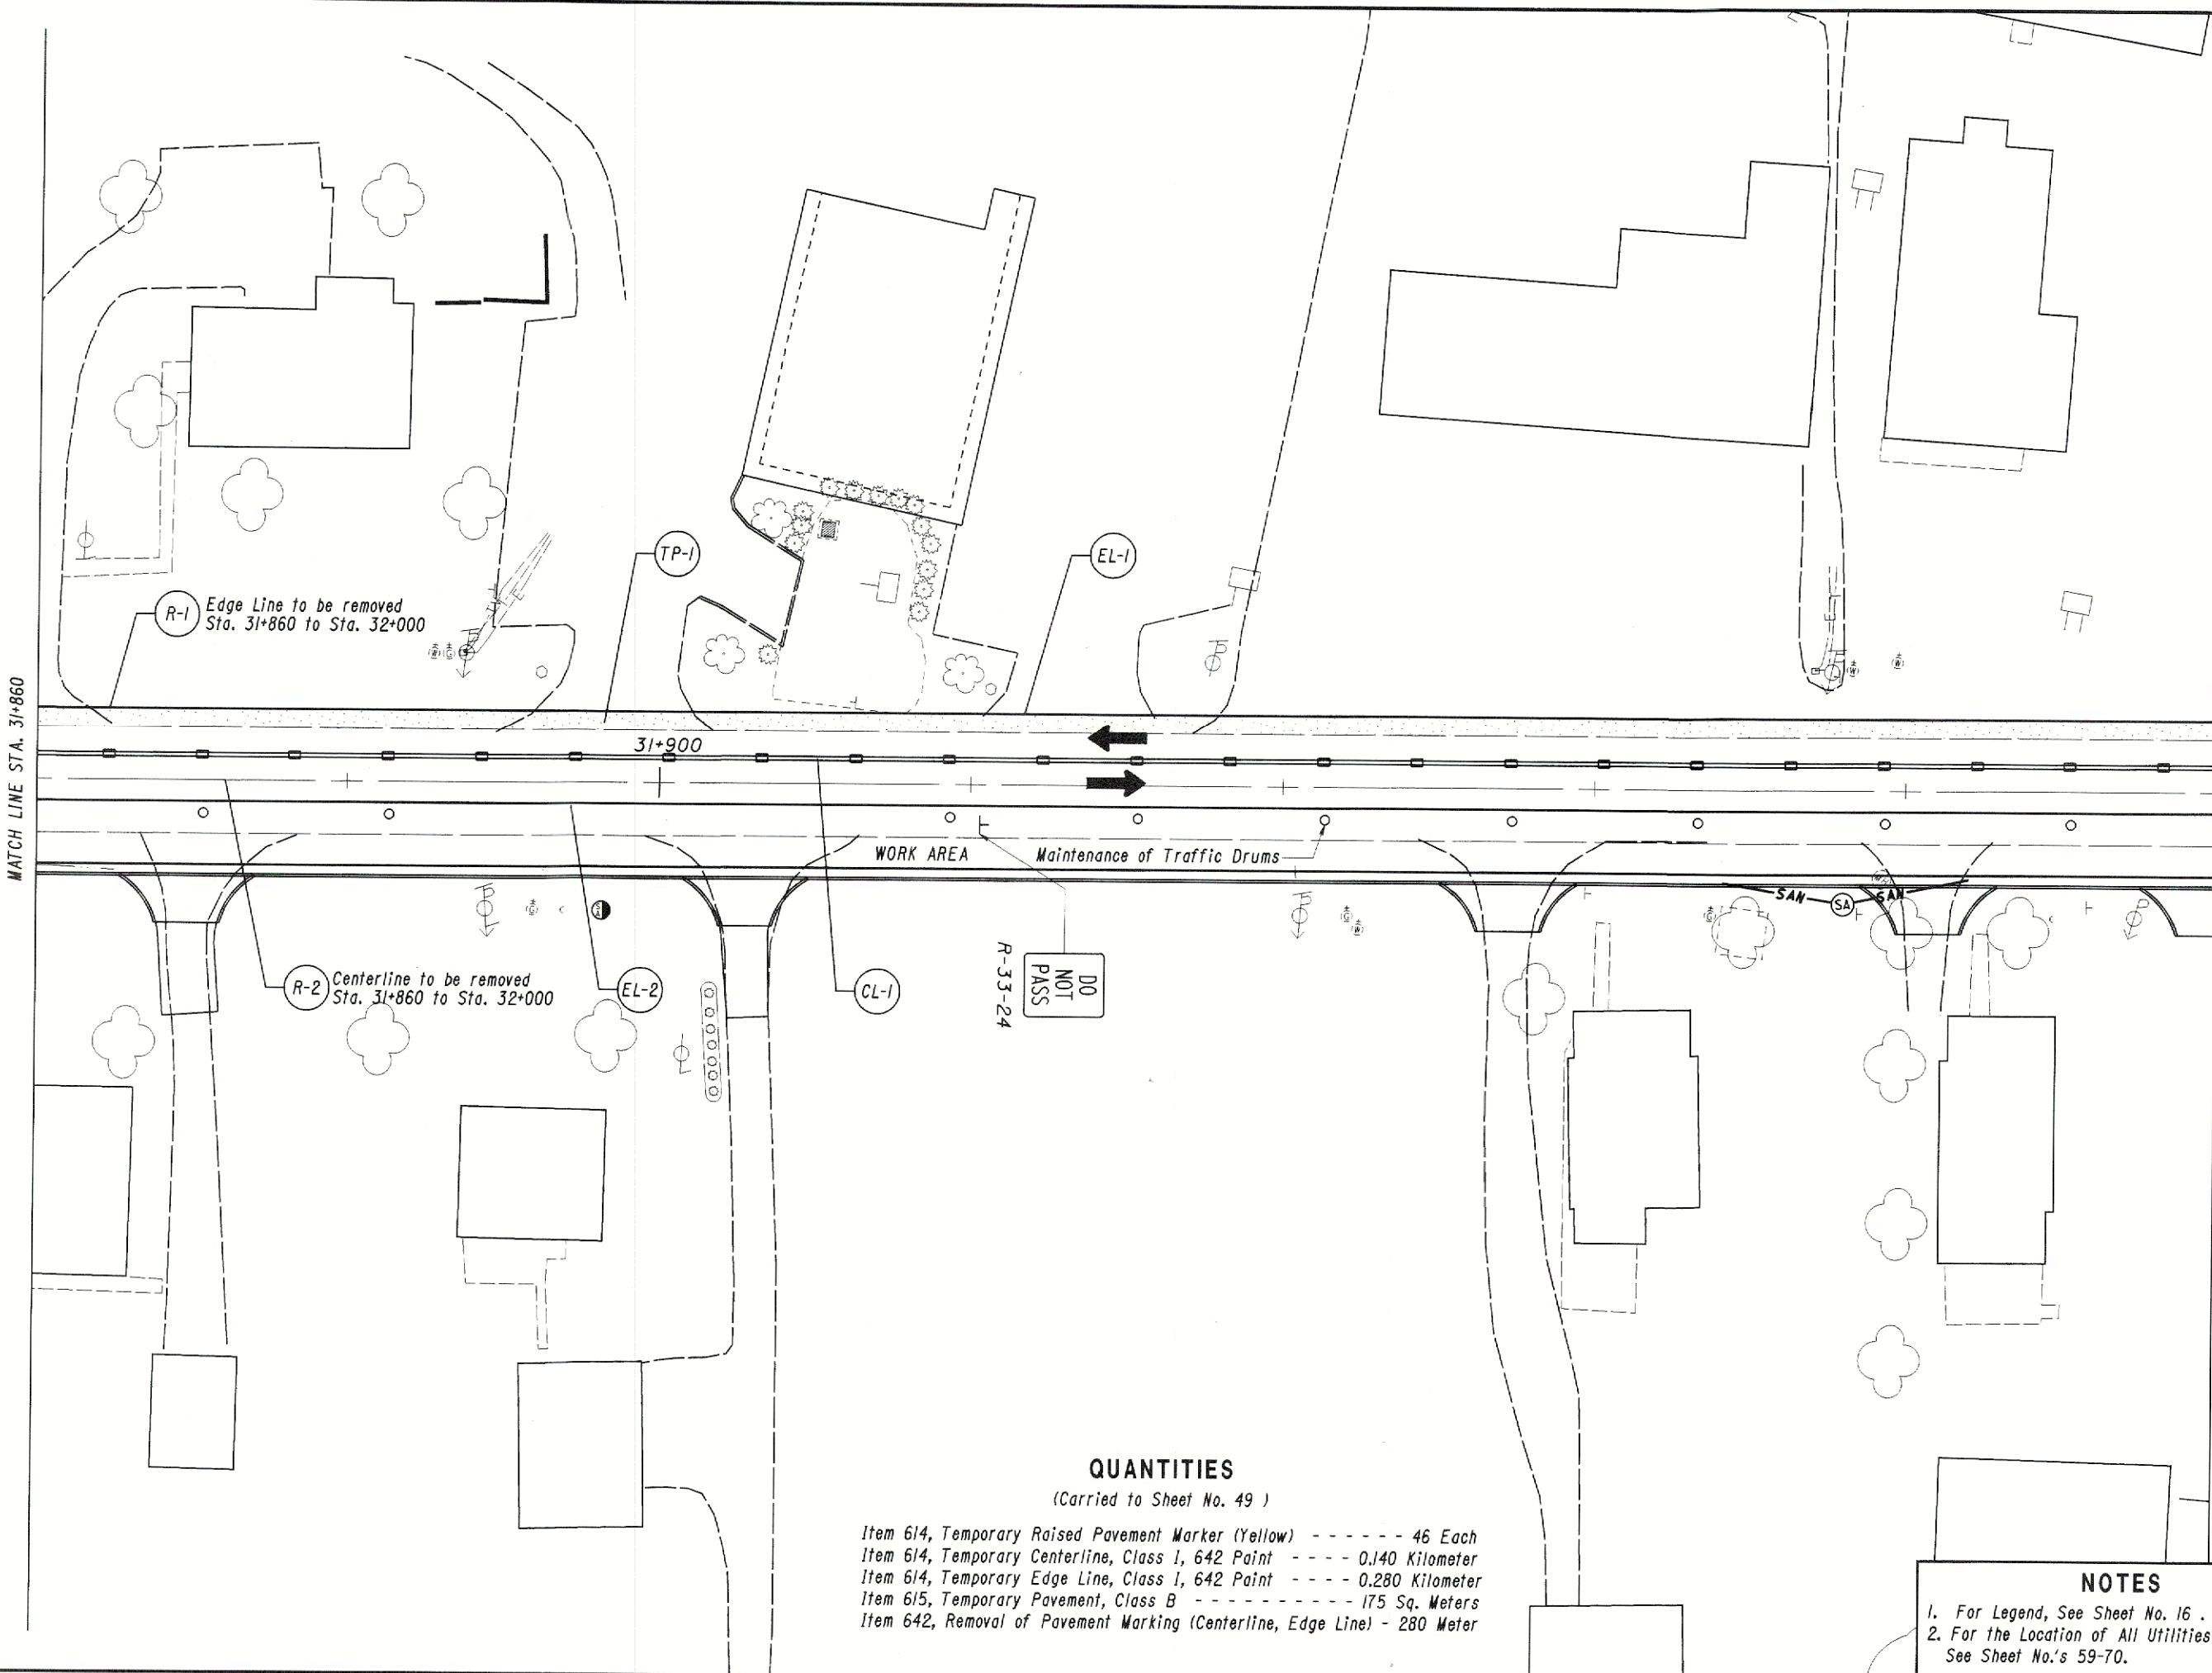 TP-1
EL-1
R-1
Edge Line to be removed
Sta. 31+860 to Sta. 32+000
MATCH LINE STA. 31+860
31+900
WORK AREA
Maintenance of Traffic Drums
SAN
SA
SAN
R-2
Centerline to be removed
Sta. 31+860 to Sta. 32+000
EL-2
CL-1
DO
NOT
PASS
R-33-24
QUANTITIES
(Carried to Sheet No. 49 )
Item 614, Temporary Raised Pavement Marker (Yellow) - - - - - - 46 Each
Item 614, Temporary Centerline, Class I, 642 Paint - - - - 0.140 Kilometer
Item 614, Temporary Edge Line, Class I, 642 Paint - - - - 0.280 Kilometer
Item 615, Temporary Pavement, Class B - - - - - - - - - - 175 Sq. Meters
Item 642, Removal of Pavement Marking (Centerline, Edge Line) - 280 Meter
NOTES
1. For Legend, See Sheet No. 16 .
2. For the Location of All Utilities
See Sheet No.'s 59-70.